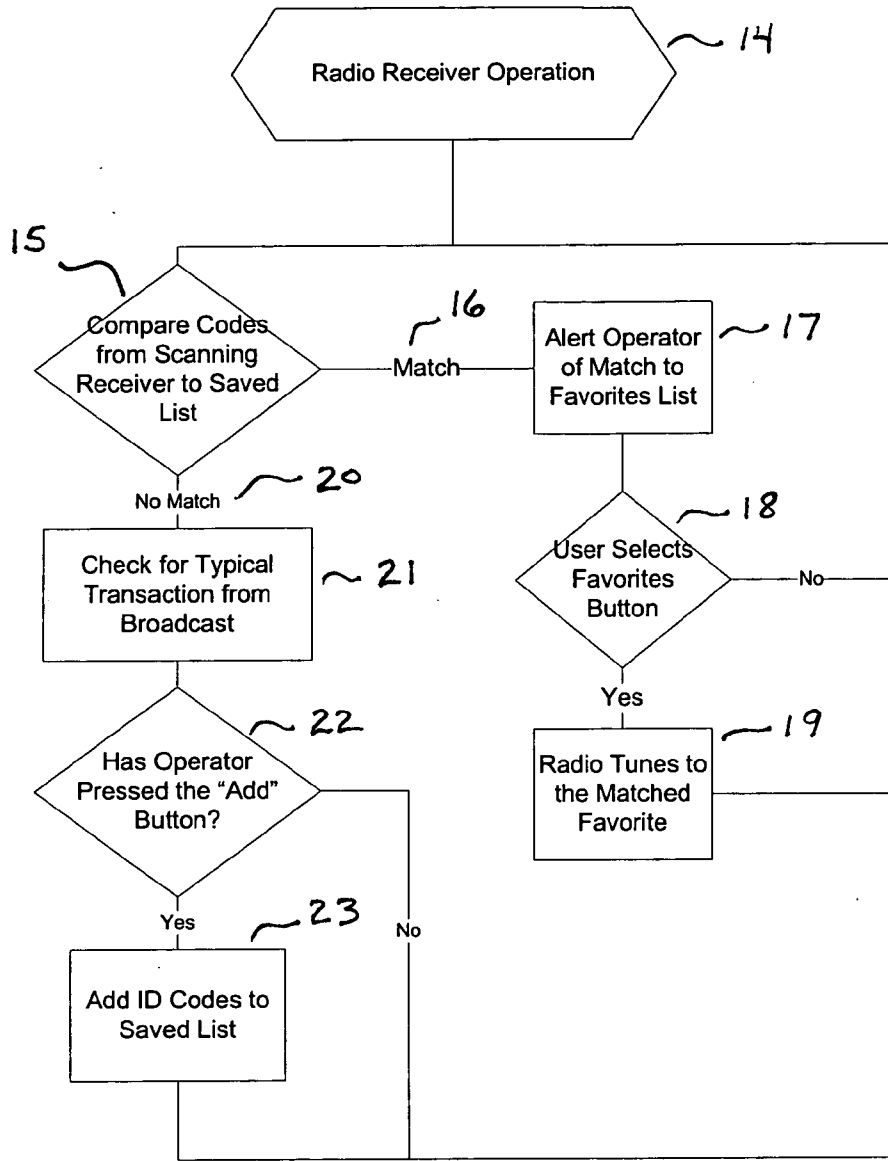 14
Radio Receiver Operation
15
Compare Codes
from Scanning
Receiver to Saved
List
16
Match
Alert Operator
of Match to
Favorites List
17
No Match
20
18
User Selects
Favorites
Button
No
Check for Typical
Transaction from
Broadcast
21
Yes
22
Has Operator
Pressed the “Add”
Button?
19
Radio Tunes to
the Matched
Favorite
Yes
23
No
Add ID Codes to
Saved List